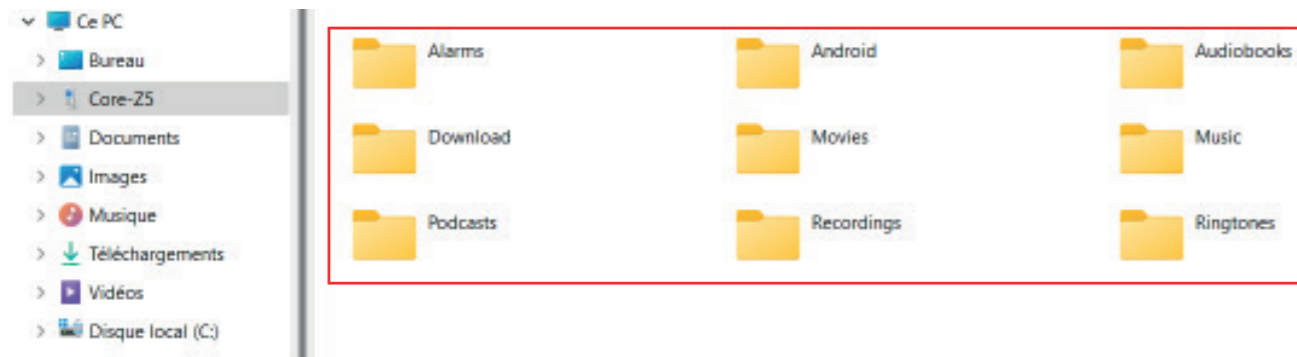 Ce PC
Bureau
Core-Z5
Documents
Images
Musique
Téléchargements
Vidéos
Disque local (C:)
Alarms Android Audiobooks
Download Movies Music
Podcasts Recordings Ringtones